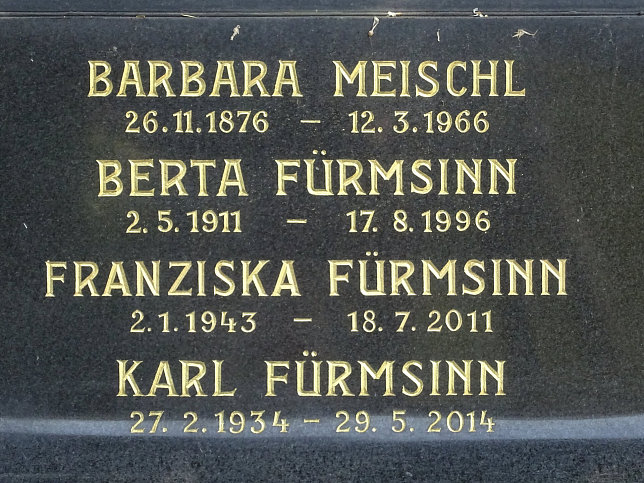 BARBARA MEISCHL
26.11.1876 – 12. 3.1966
BERTA FÜRMSINN
2. 5. 1911 – 17. 8. 1996
FRANZISKA FÜRMSINN
2. 1. 1943 – 18. 7. 2011
KARL FÜRMSINN
27. 2. 1934 – 29. 5. 2014